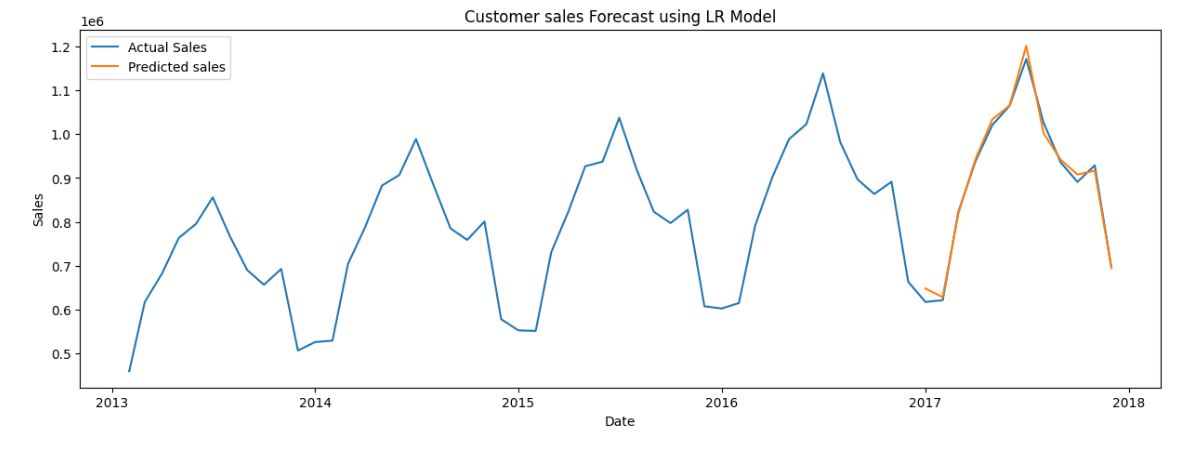 Customer sales Forecast using LR Model
1e6
Actual Sales
Predicted sales
1.2
1.1
1.0
0.9
0.8
0.7
0.6
0.5
Sales
2013 2014 2015 2016 2017 2018
Date